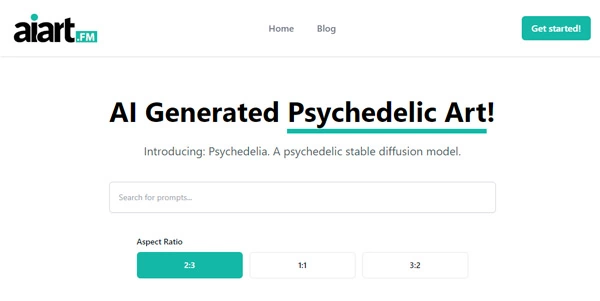 aiart.FM
Home
Blog
Get started!
AI Generated Psychedelic Art!
Introducing: Psychedelia. A psychedelic stable diffusion model.
Search for prompts...
Aspect Ratio
2:3
1:1
3:2